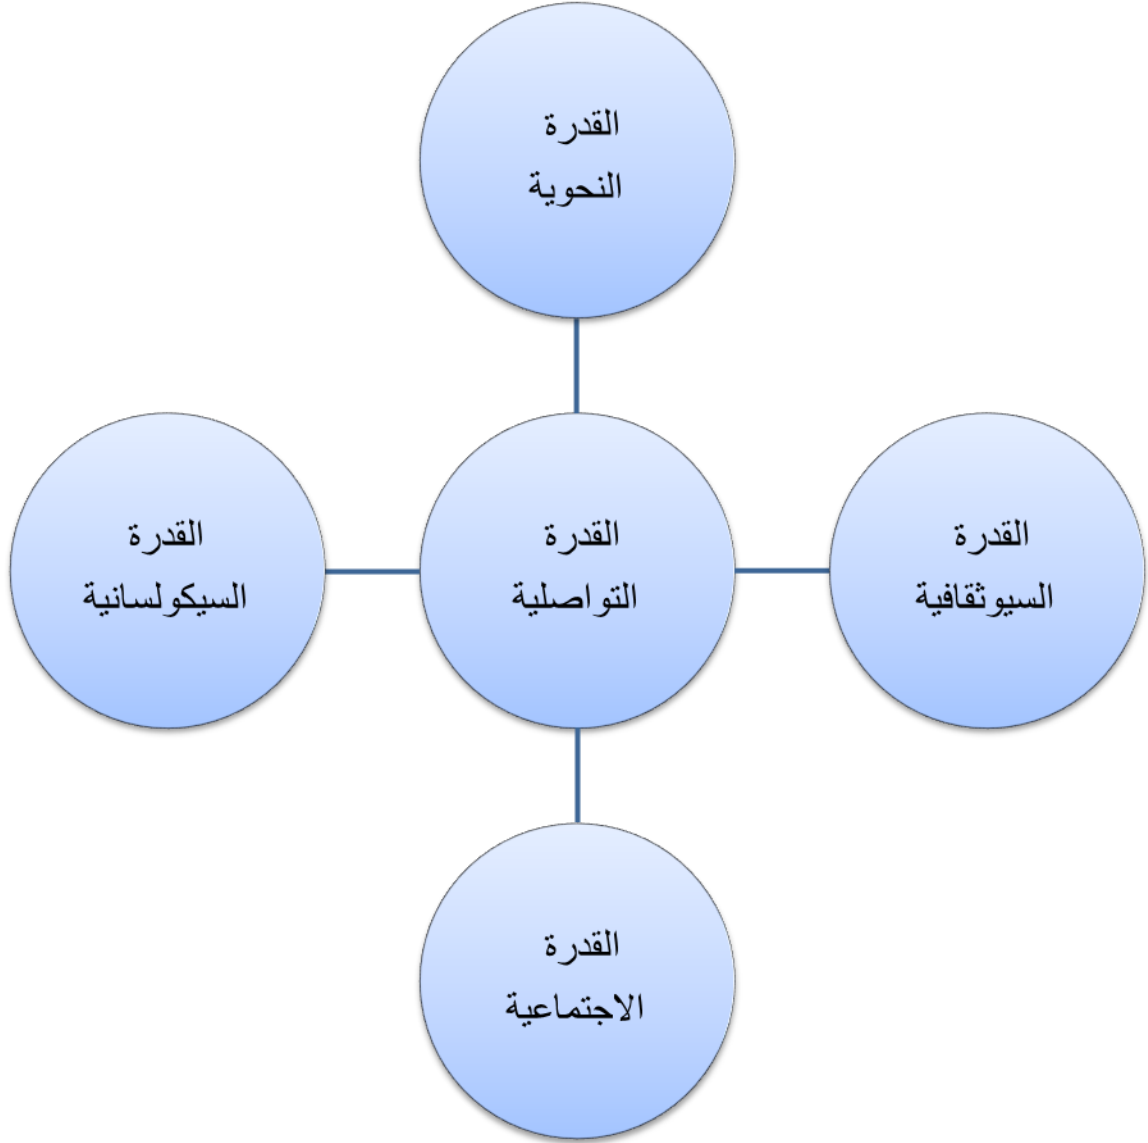 القدرة
النحوية
القدرة
السيوثقافية
القدرة
التواصلية
القدرة
السيكولسانية
القدرة
الاجتماعية